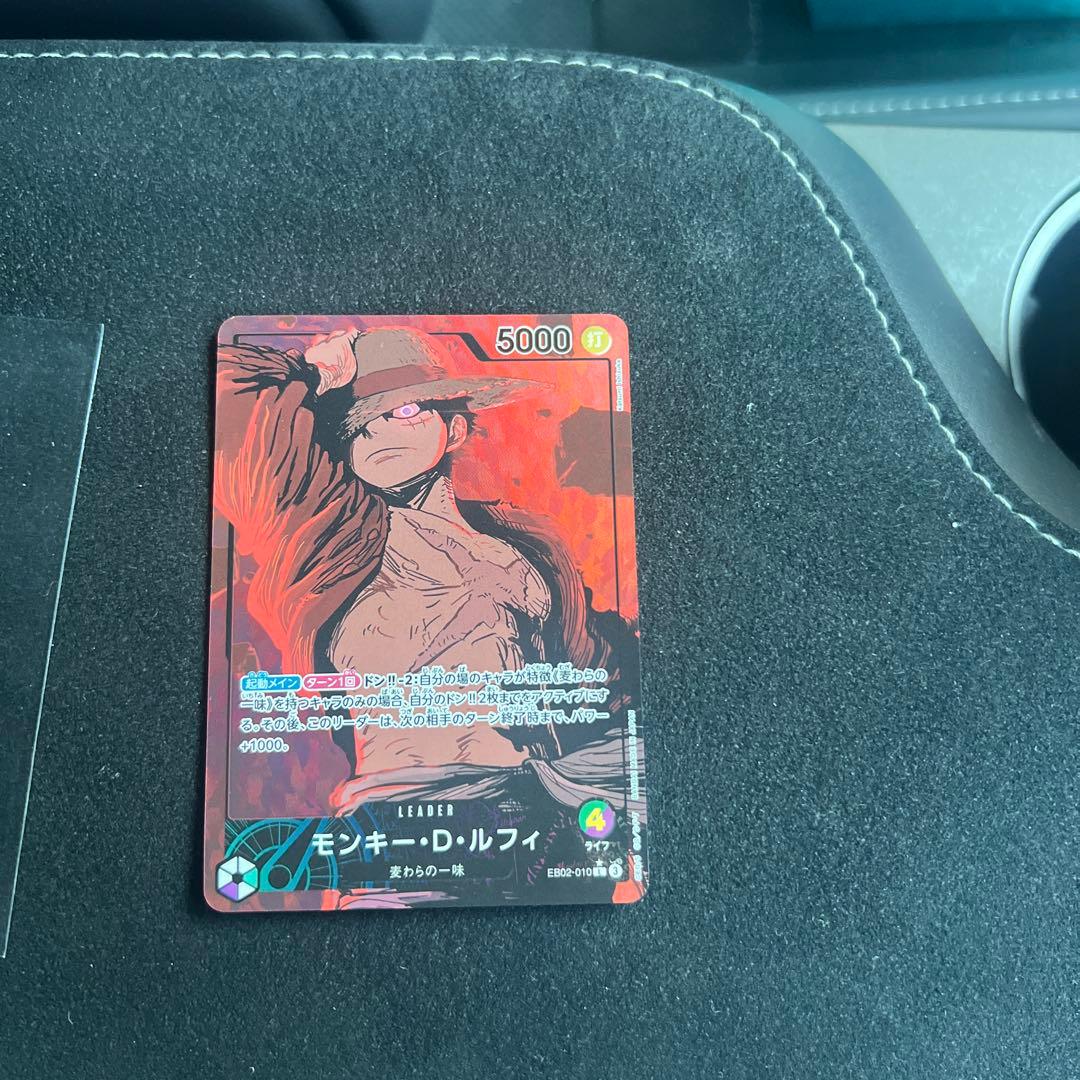 5000 打
起動メイン ターン1回 ドン!!-2:自分の場のキャラが特徴《麦わらの
一味》を持つキャラのみの場合、自分のドン!!2枚までをアクティブにす
る。その後、このリーダーは、次の相手のターン終了時まで、パワー
+1000。
LEADER
モンキー・D・ルフィ
麦わらの一味
4
ライフ
EB02-010 L 3